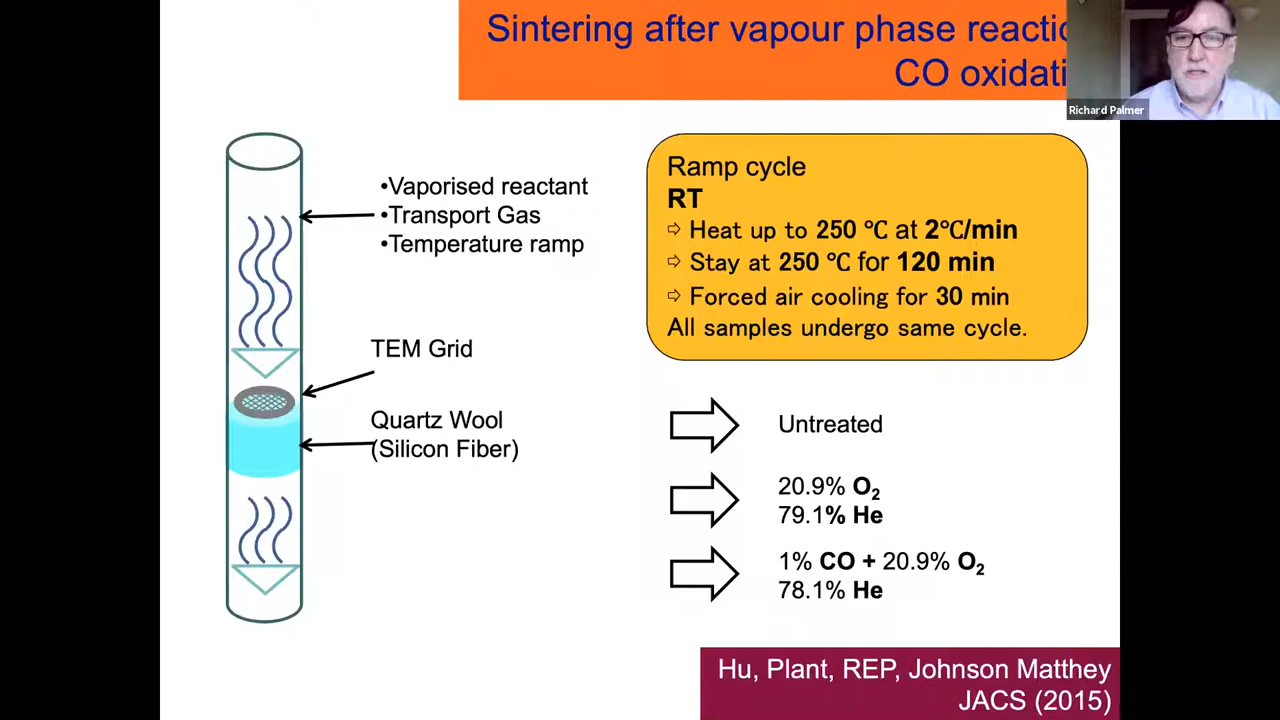 Sintering after vapour phase
CO
Richard Palmer
•Vaporised reactant
•Transport Gas
•Temperature ramp
TEM Grid
Quartz Wool
(Silicon Fiber)
Ramp cycle
RT
⇨ Heat up to 250 ℃ at 2℃/min
⇨ Stay at 250 ℃ for 120 min
⇨ Forced air cooling for 30 min
All samples undergo same cycle.
Untreated
20.9% O₂
79.1% He
1% CO + 20.9% O₂
78.1% He
Hu, Plant, REP, Johnson Matthey
JACS (2015)